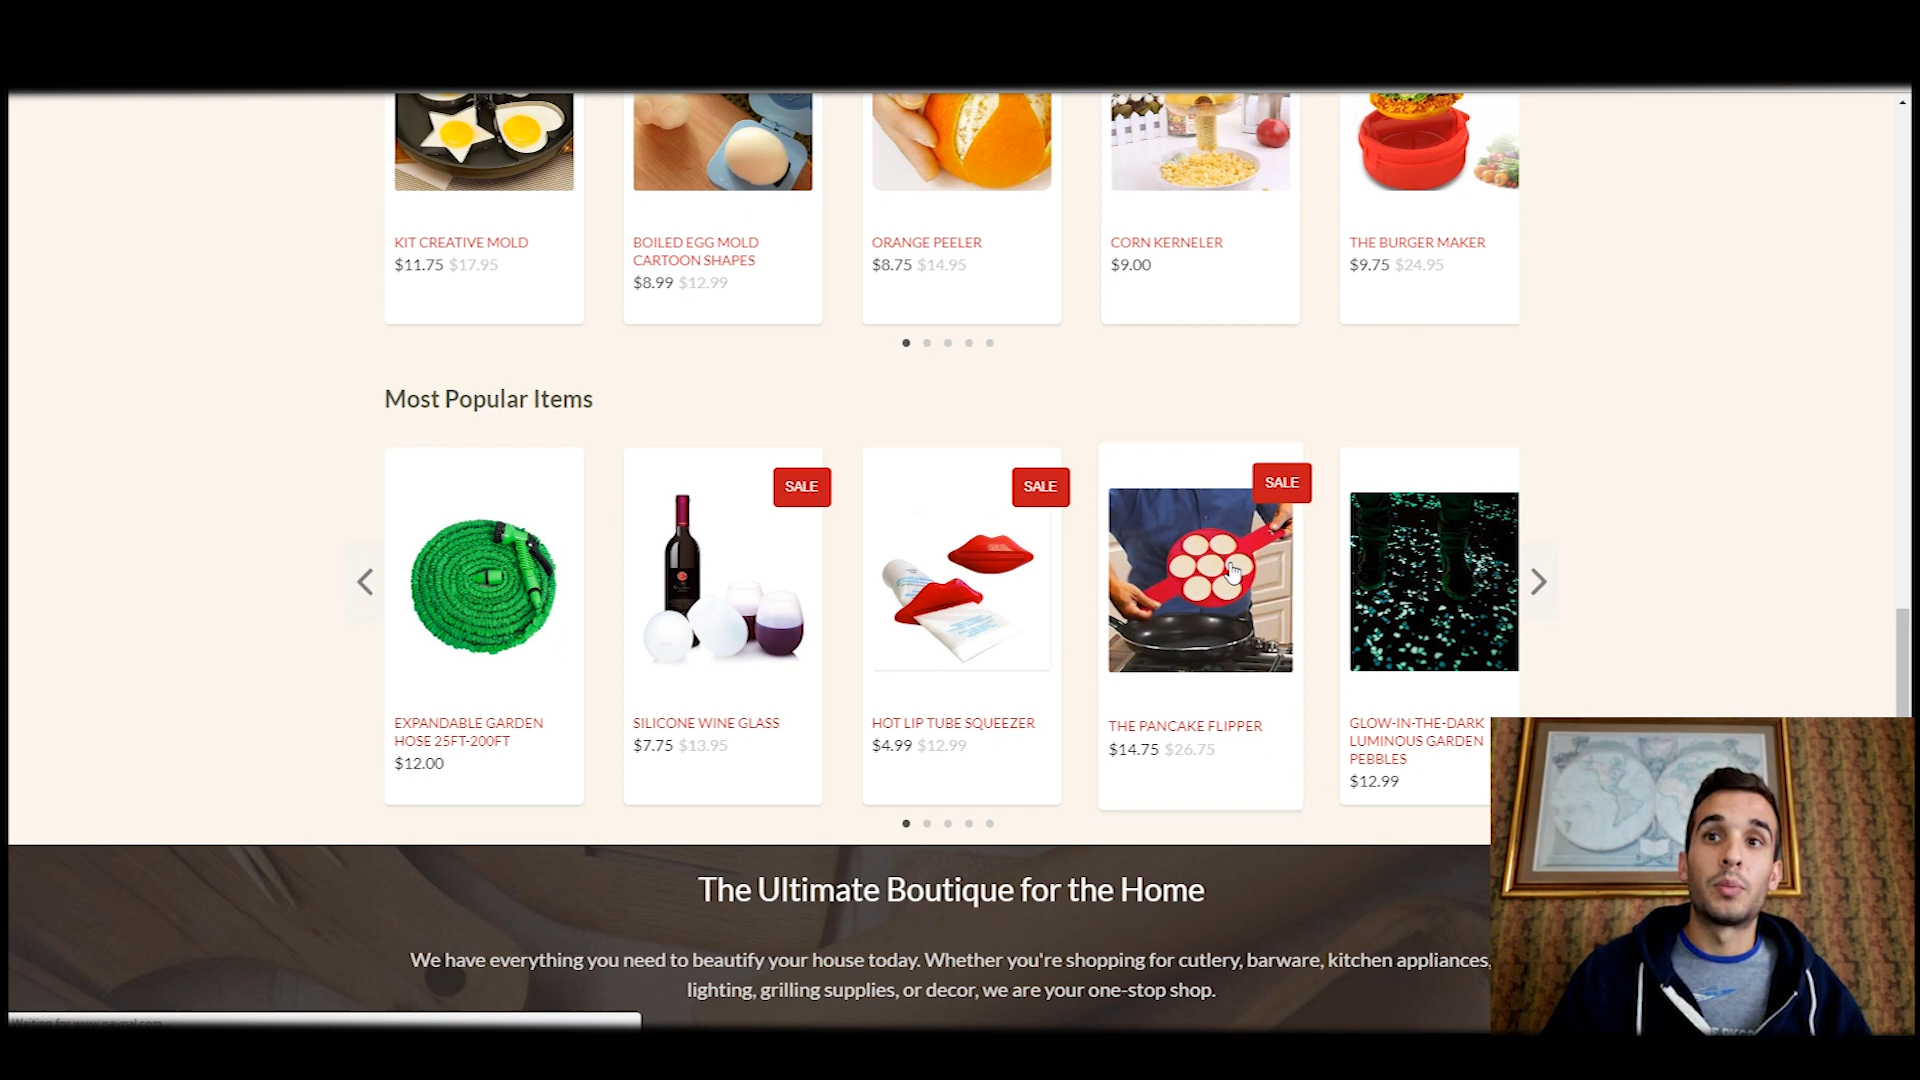 KIT CREATIVE MOLD
$11.75 $17.95
BOILED EGG MOLD
CARTOON SHAPES
$8.99 $12.99
ORANGE PEELER
$8.75 $14.95
CORN KERNELER
$9.00
THE BURGER MAKER
$9.75 $24.95
Most Popular Items
SALE
SALE
SALE
EXPANDABLE GARDEN
HOSE 25FT-200FT
$12.00
SILICONE WINE GLASS
$7.75 $13.95
HOT LIP TUBE SQUEEZER
$4.99 $12.99
THE PANCAKE FLIPPER
$14.75 $26.75
GLOW-IN-THE-DARK
LUMINOUS GARDEN
PEBBLES
$12.99
The Ultimate Boutique for the Home
We have everything you need to beautify your house today. Whether you're shopping for cutlery, barware, kitchen appliances,
lighting, grilling supplies, or decor, we are your one-stop shop.
Waiting for www.paypal.com